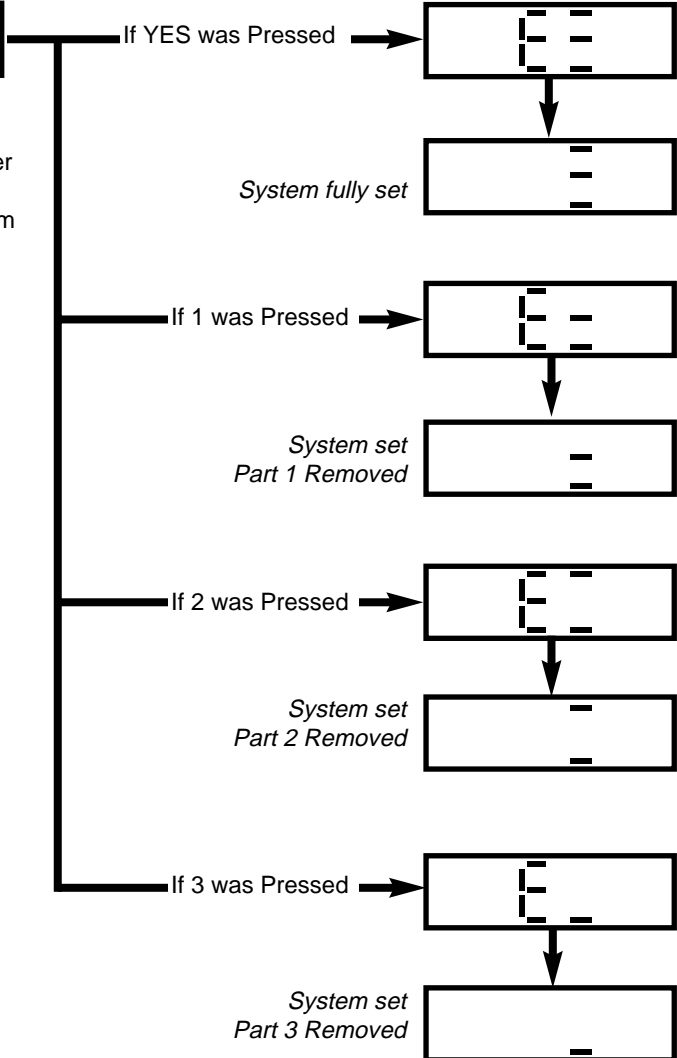 If YES was Pressed
E
er
System fully set
m
If 1 was Pressed
E
System set
Part 1 Removed
If 2 was Pressed
E
System set
Part 2 Removed
If 3 was Pressed
E
System set
Part 3 Removed